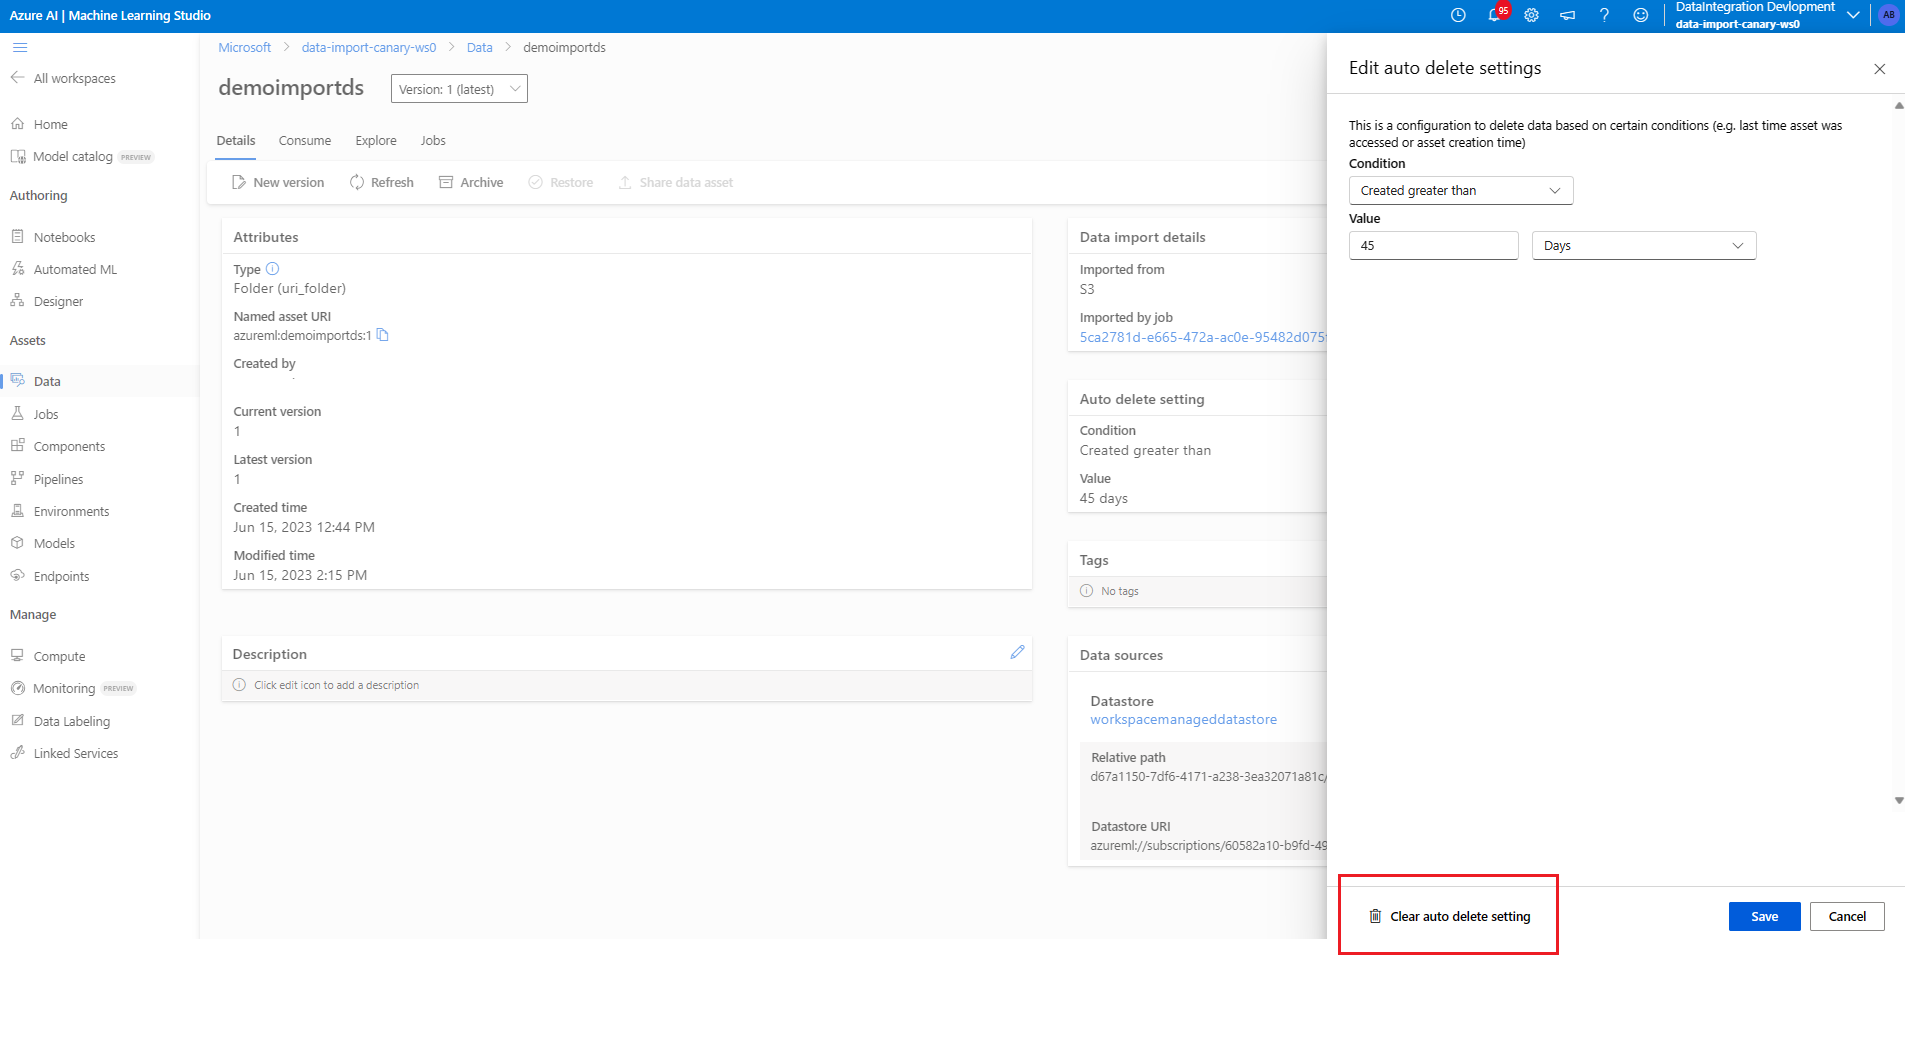 Azure AI | Machine Learning Studio
95
DataIntegration Devlopment
data-import-canary-ws0
AB
All workspaces
Home
Model catalog PREVIEW
Authoring
Notebooks
Automated ML
Designer
Assets
Data
Jobs
Components
Pipelines
Environments
Models
Endpoints
Manage
Compute
Monitoring PREVIEW
Data Labeling
Linked Services
Microsoft > data-import-canary-ws0 > Data > demoimportds
demoimportds
Version: 1 (latest)
Details Consume Explore Jobs
New version Refresh Archive Restore Share data asset
Attributes
Type
Folder (uri_folder)
Named asset URI
azureml:demoimportds:1
Created by
Current version
1
Latest version
1
Created time
Jun 15, 2023 12:44 PM
Modified time
Jun 15, 2023 2:15 PM
Description
Click edit icon to add a description
Data import details
Imported from
S3
Imported by job
5ca2781d-e665-472a-ac0e-95482d075
Auto delete setting
Condition
Created greater than
Value
45 days
Tags
No tags
Data sources
Datastore
workspacemanageddatastore
Relative path
d67a1150-7df6-4171-a238-3ea32071a81c/
Datastore URI
azureml://subscriptions/60582a10-b9fd-49
Edit auto delete settings
This is a configuration to delete data based on certain conditions (e.g. last time asset was
accessed or asset creation time)
Condition
Created greater than
Value
45 Days
Clear auto delete setting
Save Cancel